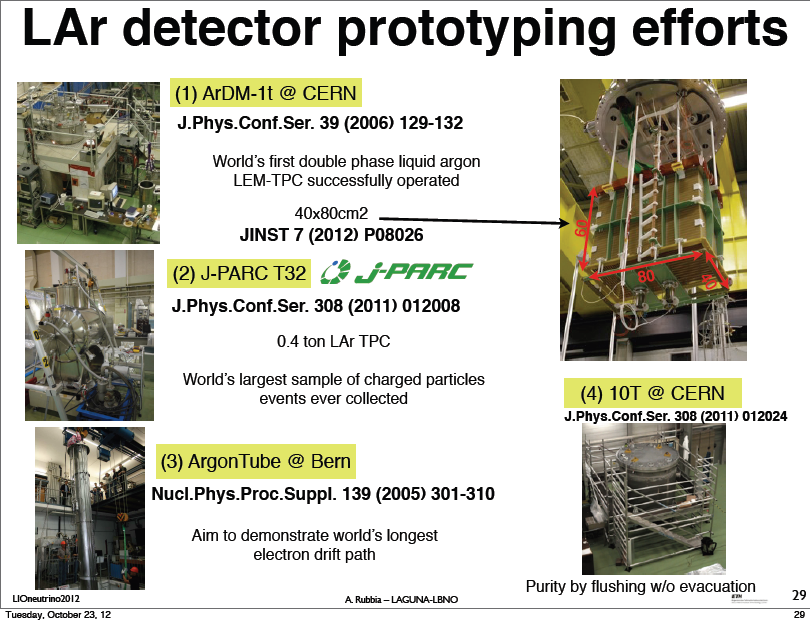 LAr detector prototyping efforts
(1) ArDM-1t @ CERN
J.Phys.Conf.Ser. 39 (2006) 129-132
World's first double phase liquid argon
LEM-TPC successfully operated
40x80cm2
JINST 7 (2012) P08026
60
80
(2) J-PARC T32
J-PARC
J.Phys.Conf.Ser. 308 (2011) 012008
0.4 ton LAr TPC
World's largest sample of charged particles
events ever collected
(3) ArgonTube @ Bern
Nucl.Phys.Proc.Suppl. 139 (2005) 301-310
Aim to demonstrate world's longest
electron drift path
(4) 10T @ CERN
J.Phys.Conf.Ser. 308 (2011) 012024
Purity by flushing w/o evacuation
LIOneutrino2012
A. Rubbia – LAGUNA-LBNO
29
Tuesday, October 23, 12
29